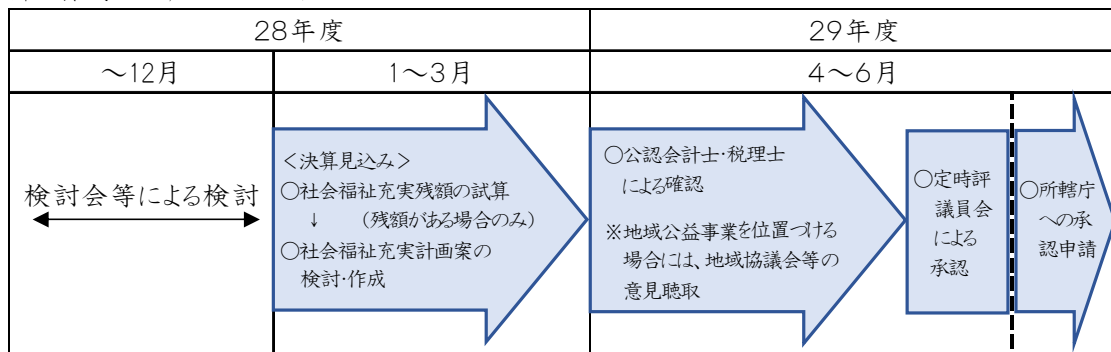 28年度
29年度
~12月
1~3月
4~6月
検討会等による検討
<決算見込み>
○社会福祉充実残額の試算
↓ (残額がある場合のみ)
○社会福祉充実計画案の
検討・作成
○公認会計士・税理士
による確認
※地域公益事業を位置づける
場合には、地域協議会等の
意見聴取
○定時評
議員会
による
承認
○所轄庁
への承
認申請